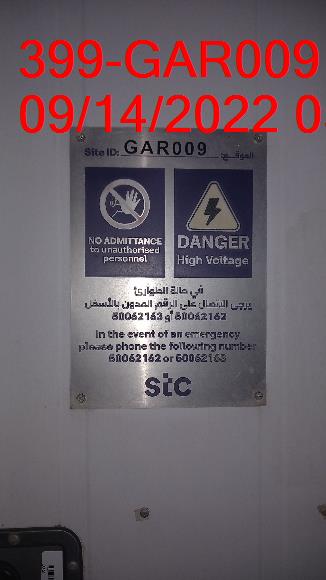 399-GAR009
09/14/2022 0
Site ID: GAR009 الموقع:
NO ADMITTANCE
to unauthorised
personnel
DANGER
High Voltage
في حالة الطوارئ
يرجى الاتصال على الرقم المدون بالأسفل
60062163 أو 60062162
In the event of an emergency
please phone the following number
60062162 or 60062163
stc